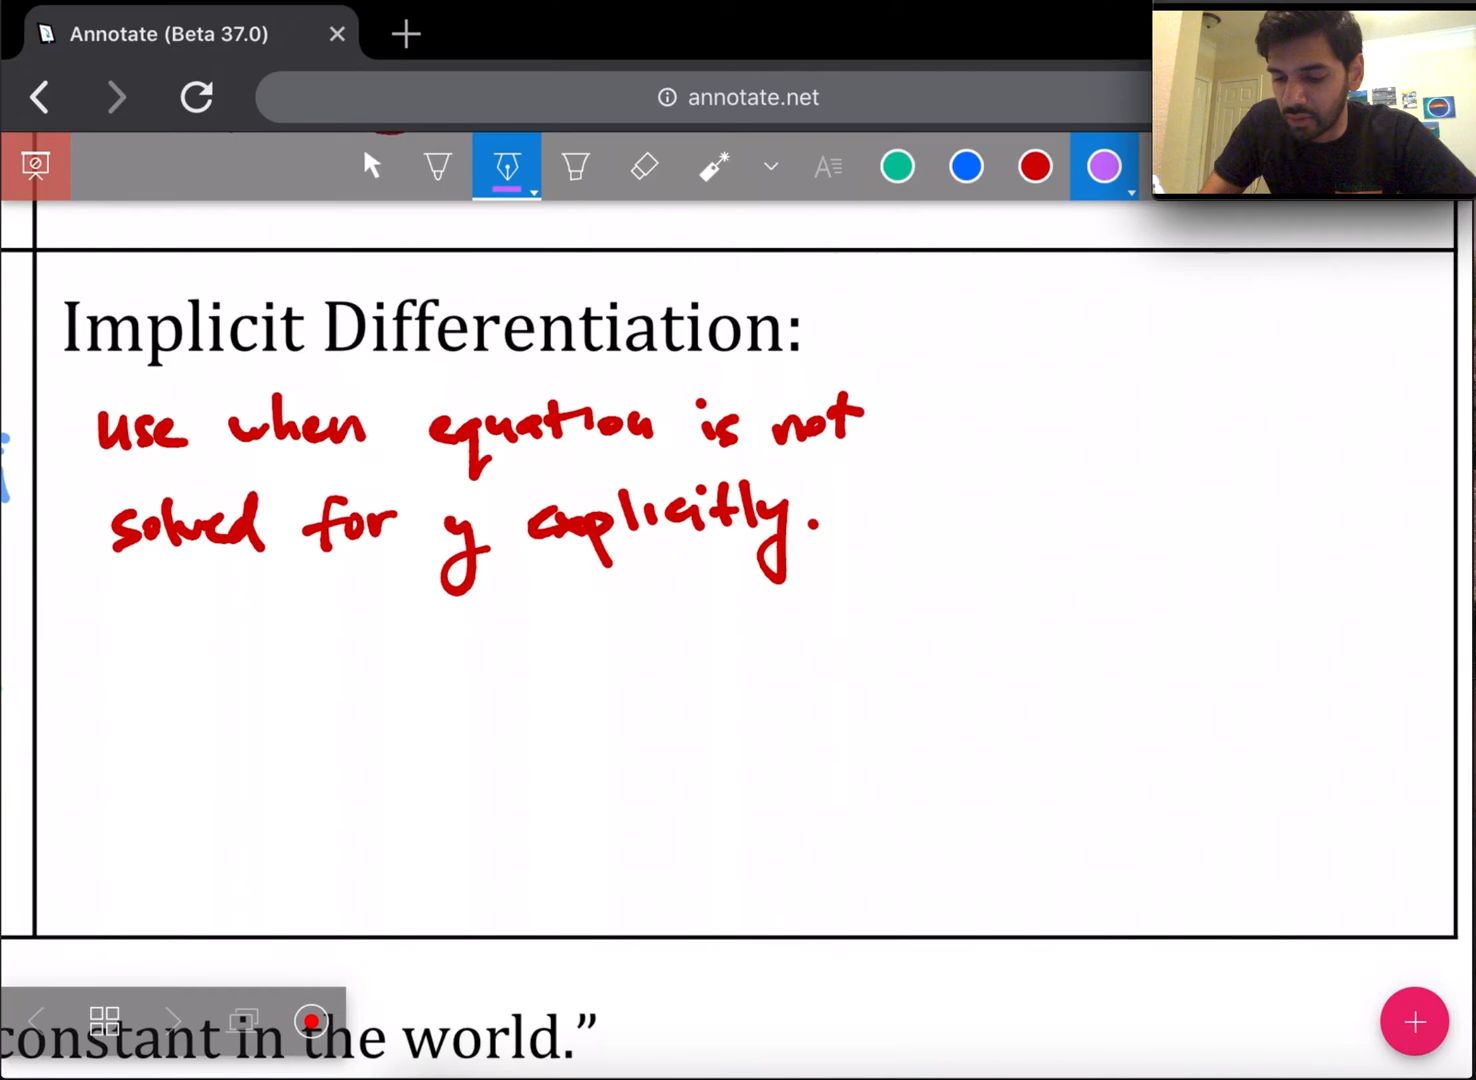 Annotate (Beta 37.0)
annotate.net
Implicit Differentiation:
use when equation is not
solved for y explicitly.
constant in the world.”